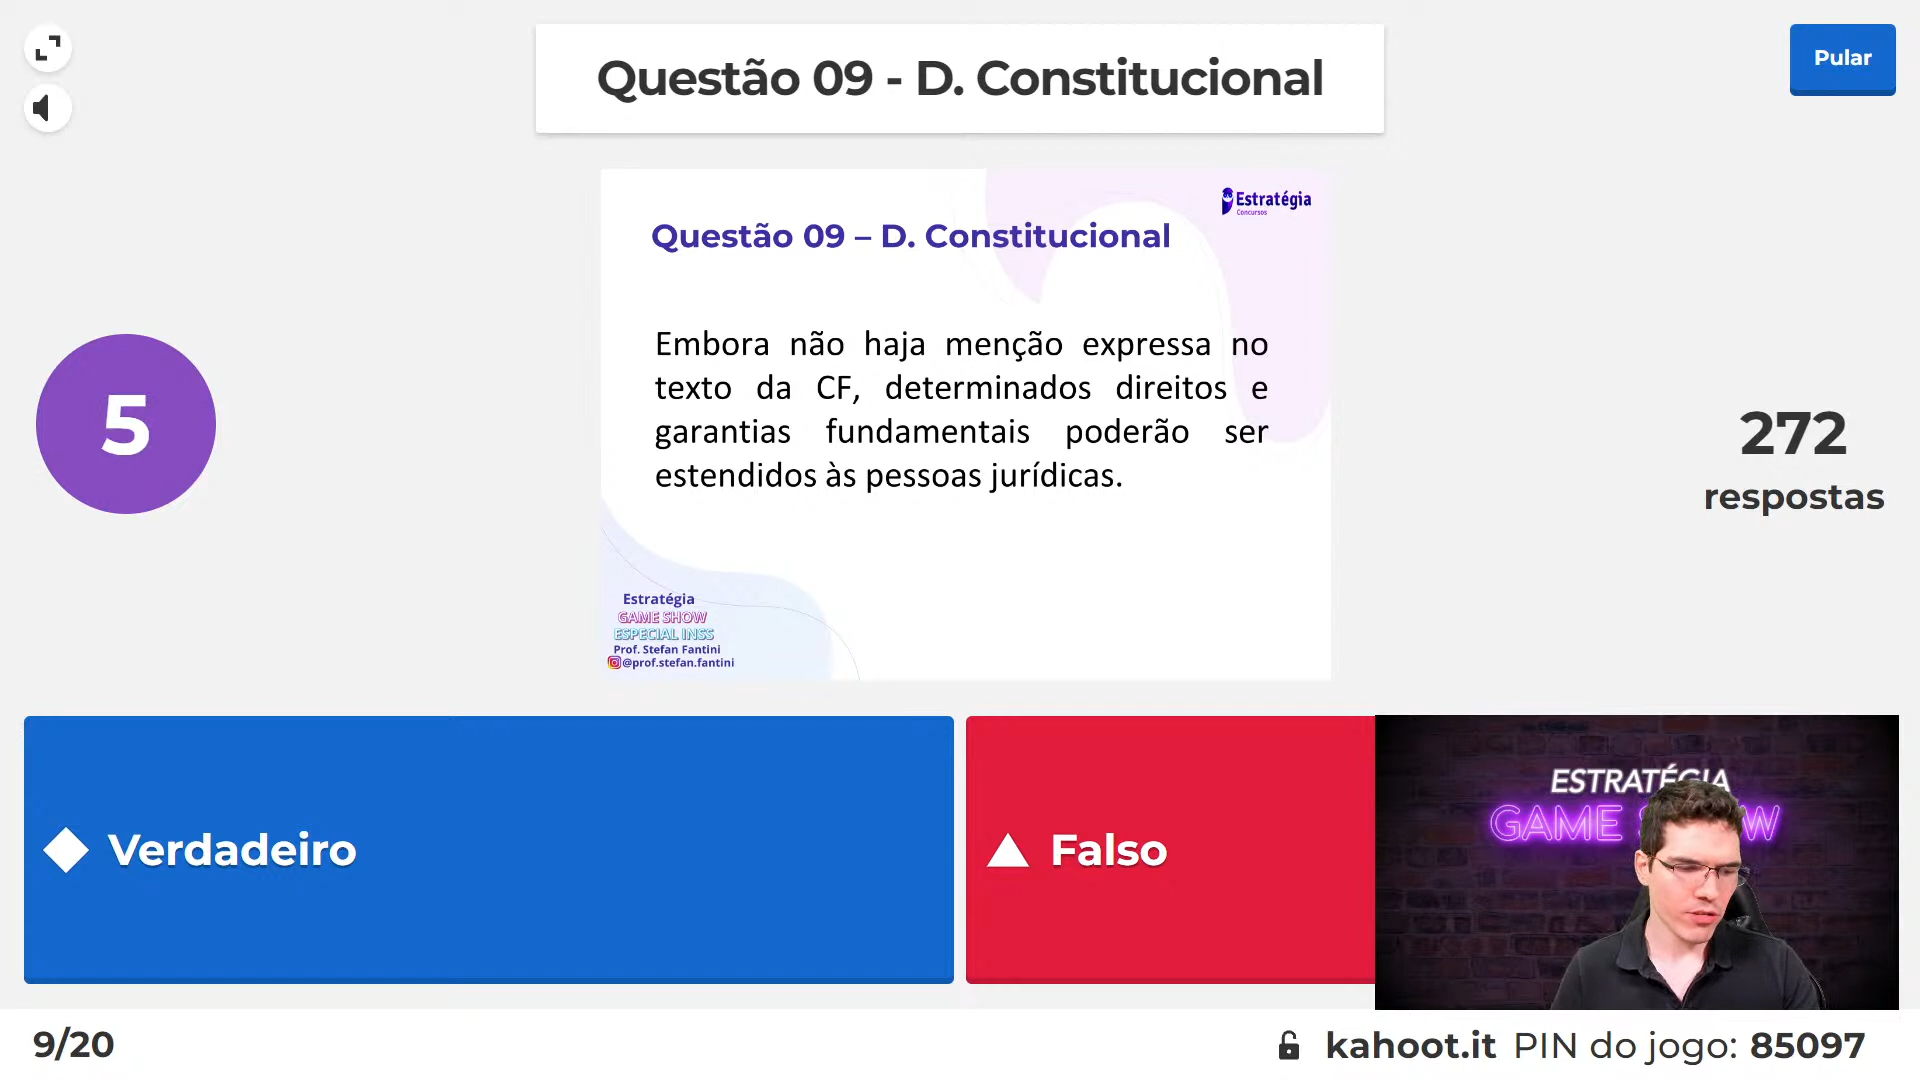 Questão 09 - D. Constitucional
Pular
Estratégia
Concursos
Questão 09 – D. Constitucional
Embora não haja menção expressa no
texto da CF, determinados direitos e
garantias fundamentais poderão ser
estendidos às pessoas jurídicas.
5
272
respostas
Estratégia
GAME SHOW
ESPECIAL INSS
Prof. Stefan Fantini
@prof.stefan.fantini
Verdadeiro
Falso
ESTRATÉGIA
GAME SHOW
9/20
kahoot.it PIN do jogo: 85097